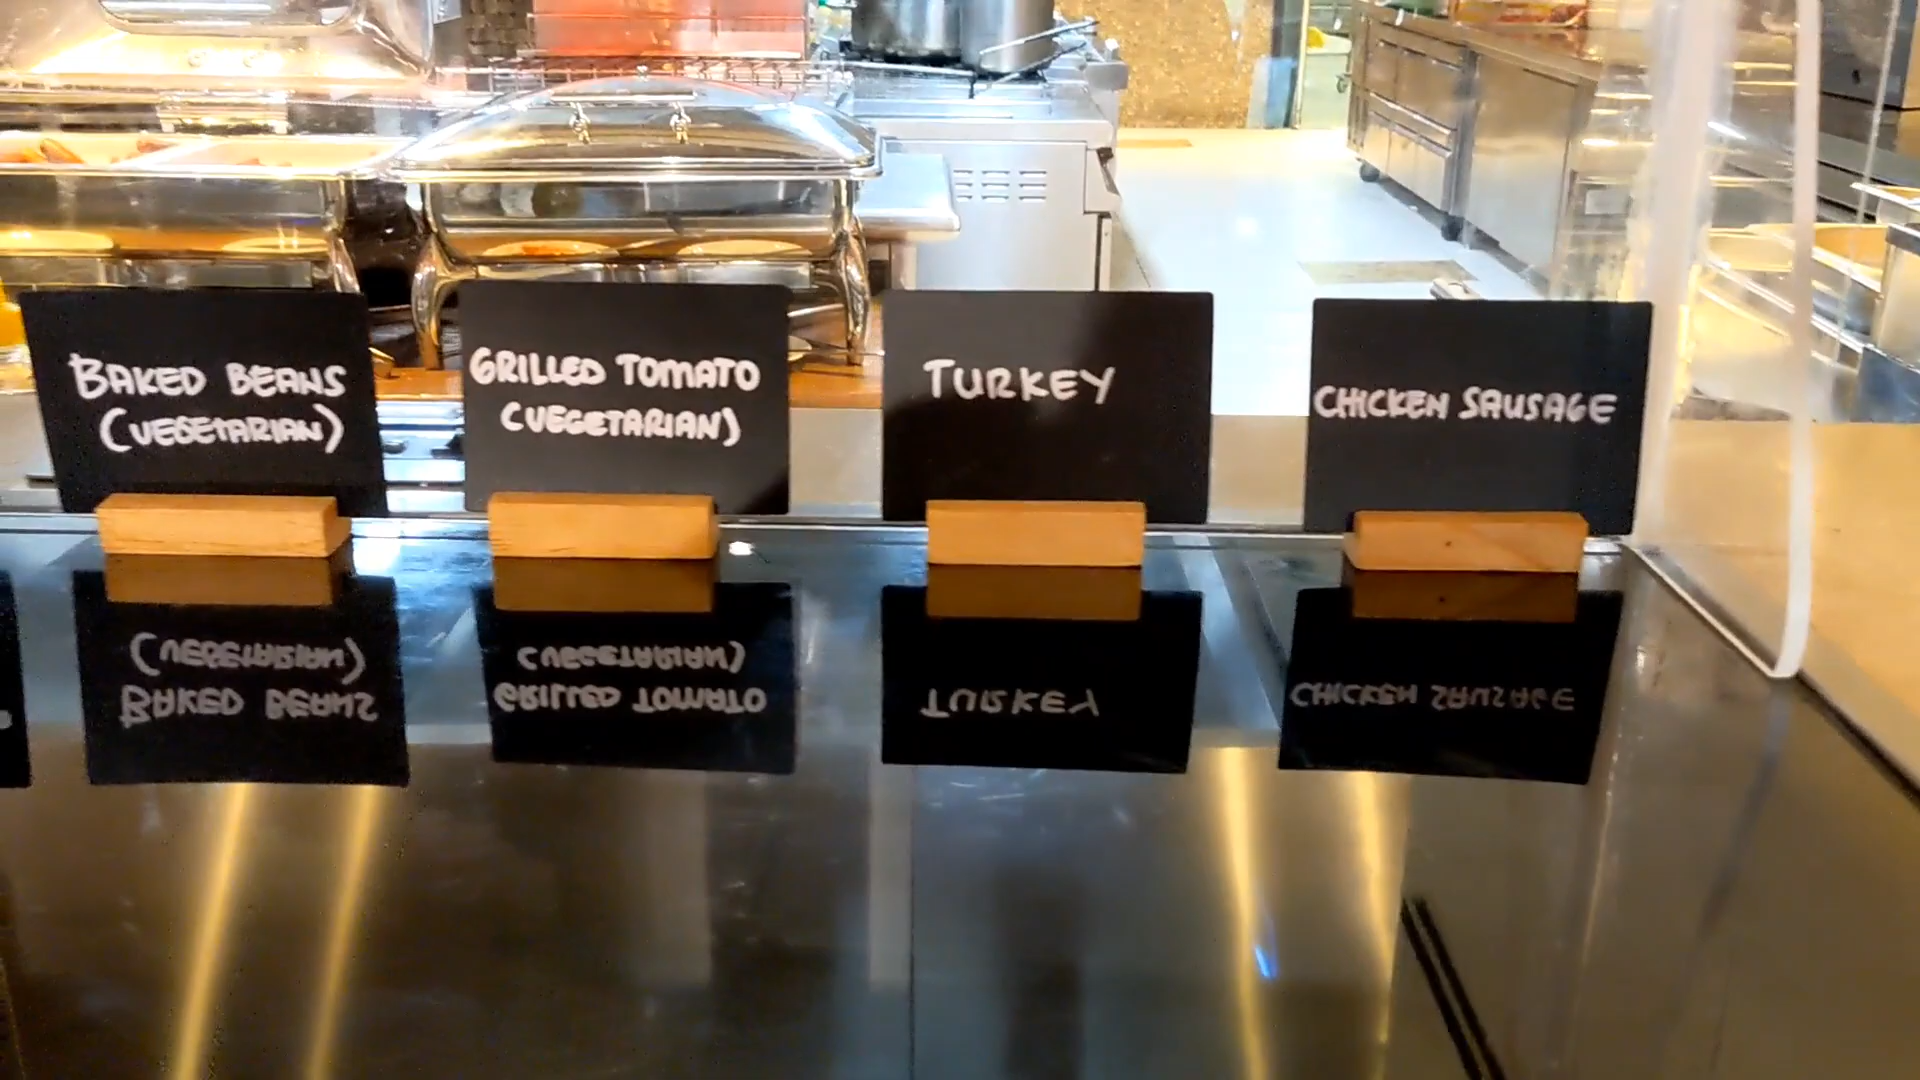 BAKED BEANS
(VEGETARIAN)
GRILLED TOMATO
(VEGETARIAN)
TURKEY
CHICKEN SAUSAGE